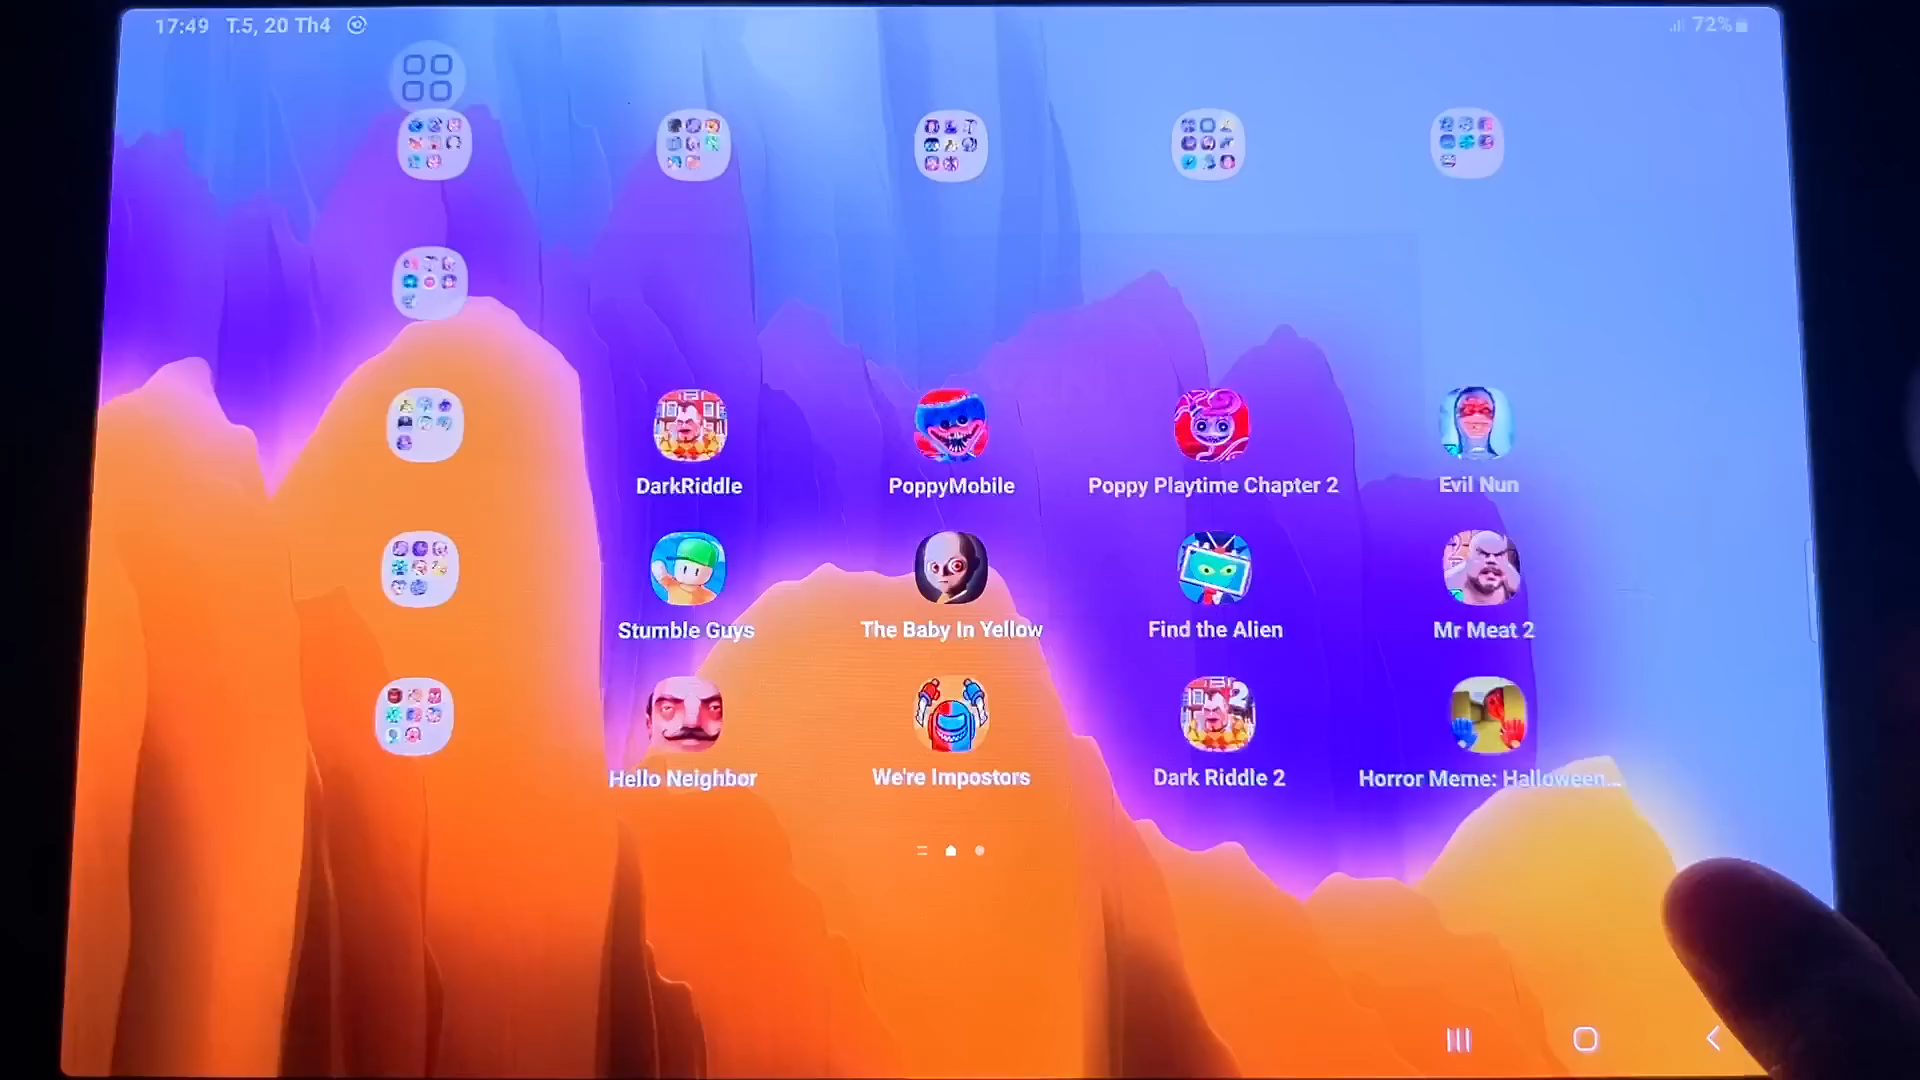 17:49 T.5, 20 Th4 72%
DarkRiddle PoppyMobile Poppy Playtime Chapter 2 Evil Nun
Stumble Guys The Baby In Yellow Find the Alien Mr Meat 2
2
Hello Neighbor We're Impostors Dark Riddle 2 Horror Meme: Halloween...